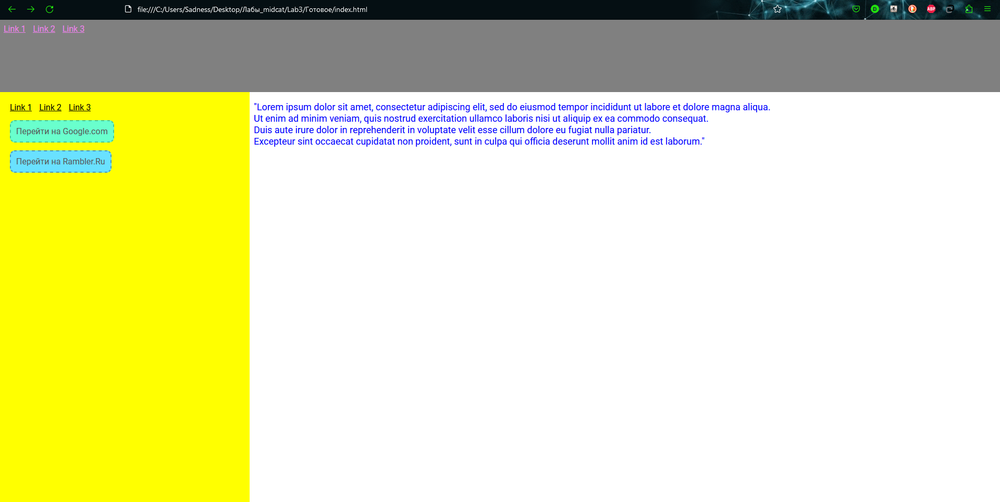 file:///C:/Users/Sadness/Desktop/Лабы_midcat/Lab3/Готовое/index.html
D
ABP
Link 1 Link 2 Link 3
Link 1 Link 2 Link 3
Перейти на Google.com
Перейти на Rambler.Ru
"Lorem ipsum dolor sit amet, consectetur adipiscing elit, sed do eiusmod tempor incididunt ut labore et dolore magna aliqua.
Ut enim ad minim veniam, quis nostrud exercitation ullamco laboris nisi ut aliquip ex ea commodo consequat.
Duis aute irure dolor in reprehenderit in voluptate velit esse cillum dolore eu fugiat nulla pariatur.
Excepteur sint occaecat cupidatat non proident, sunt in culpa qui officia deserunt mollit anim id est laborum."